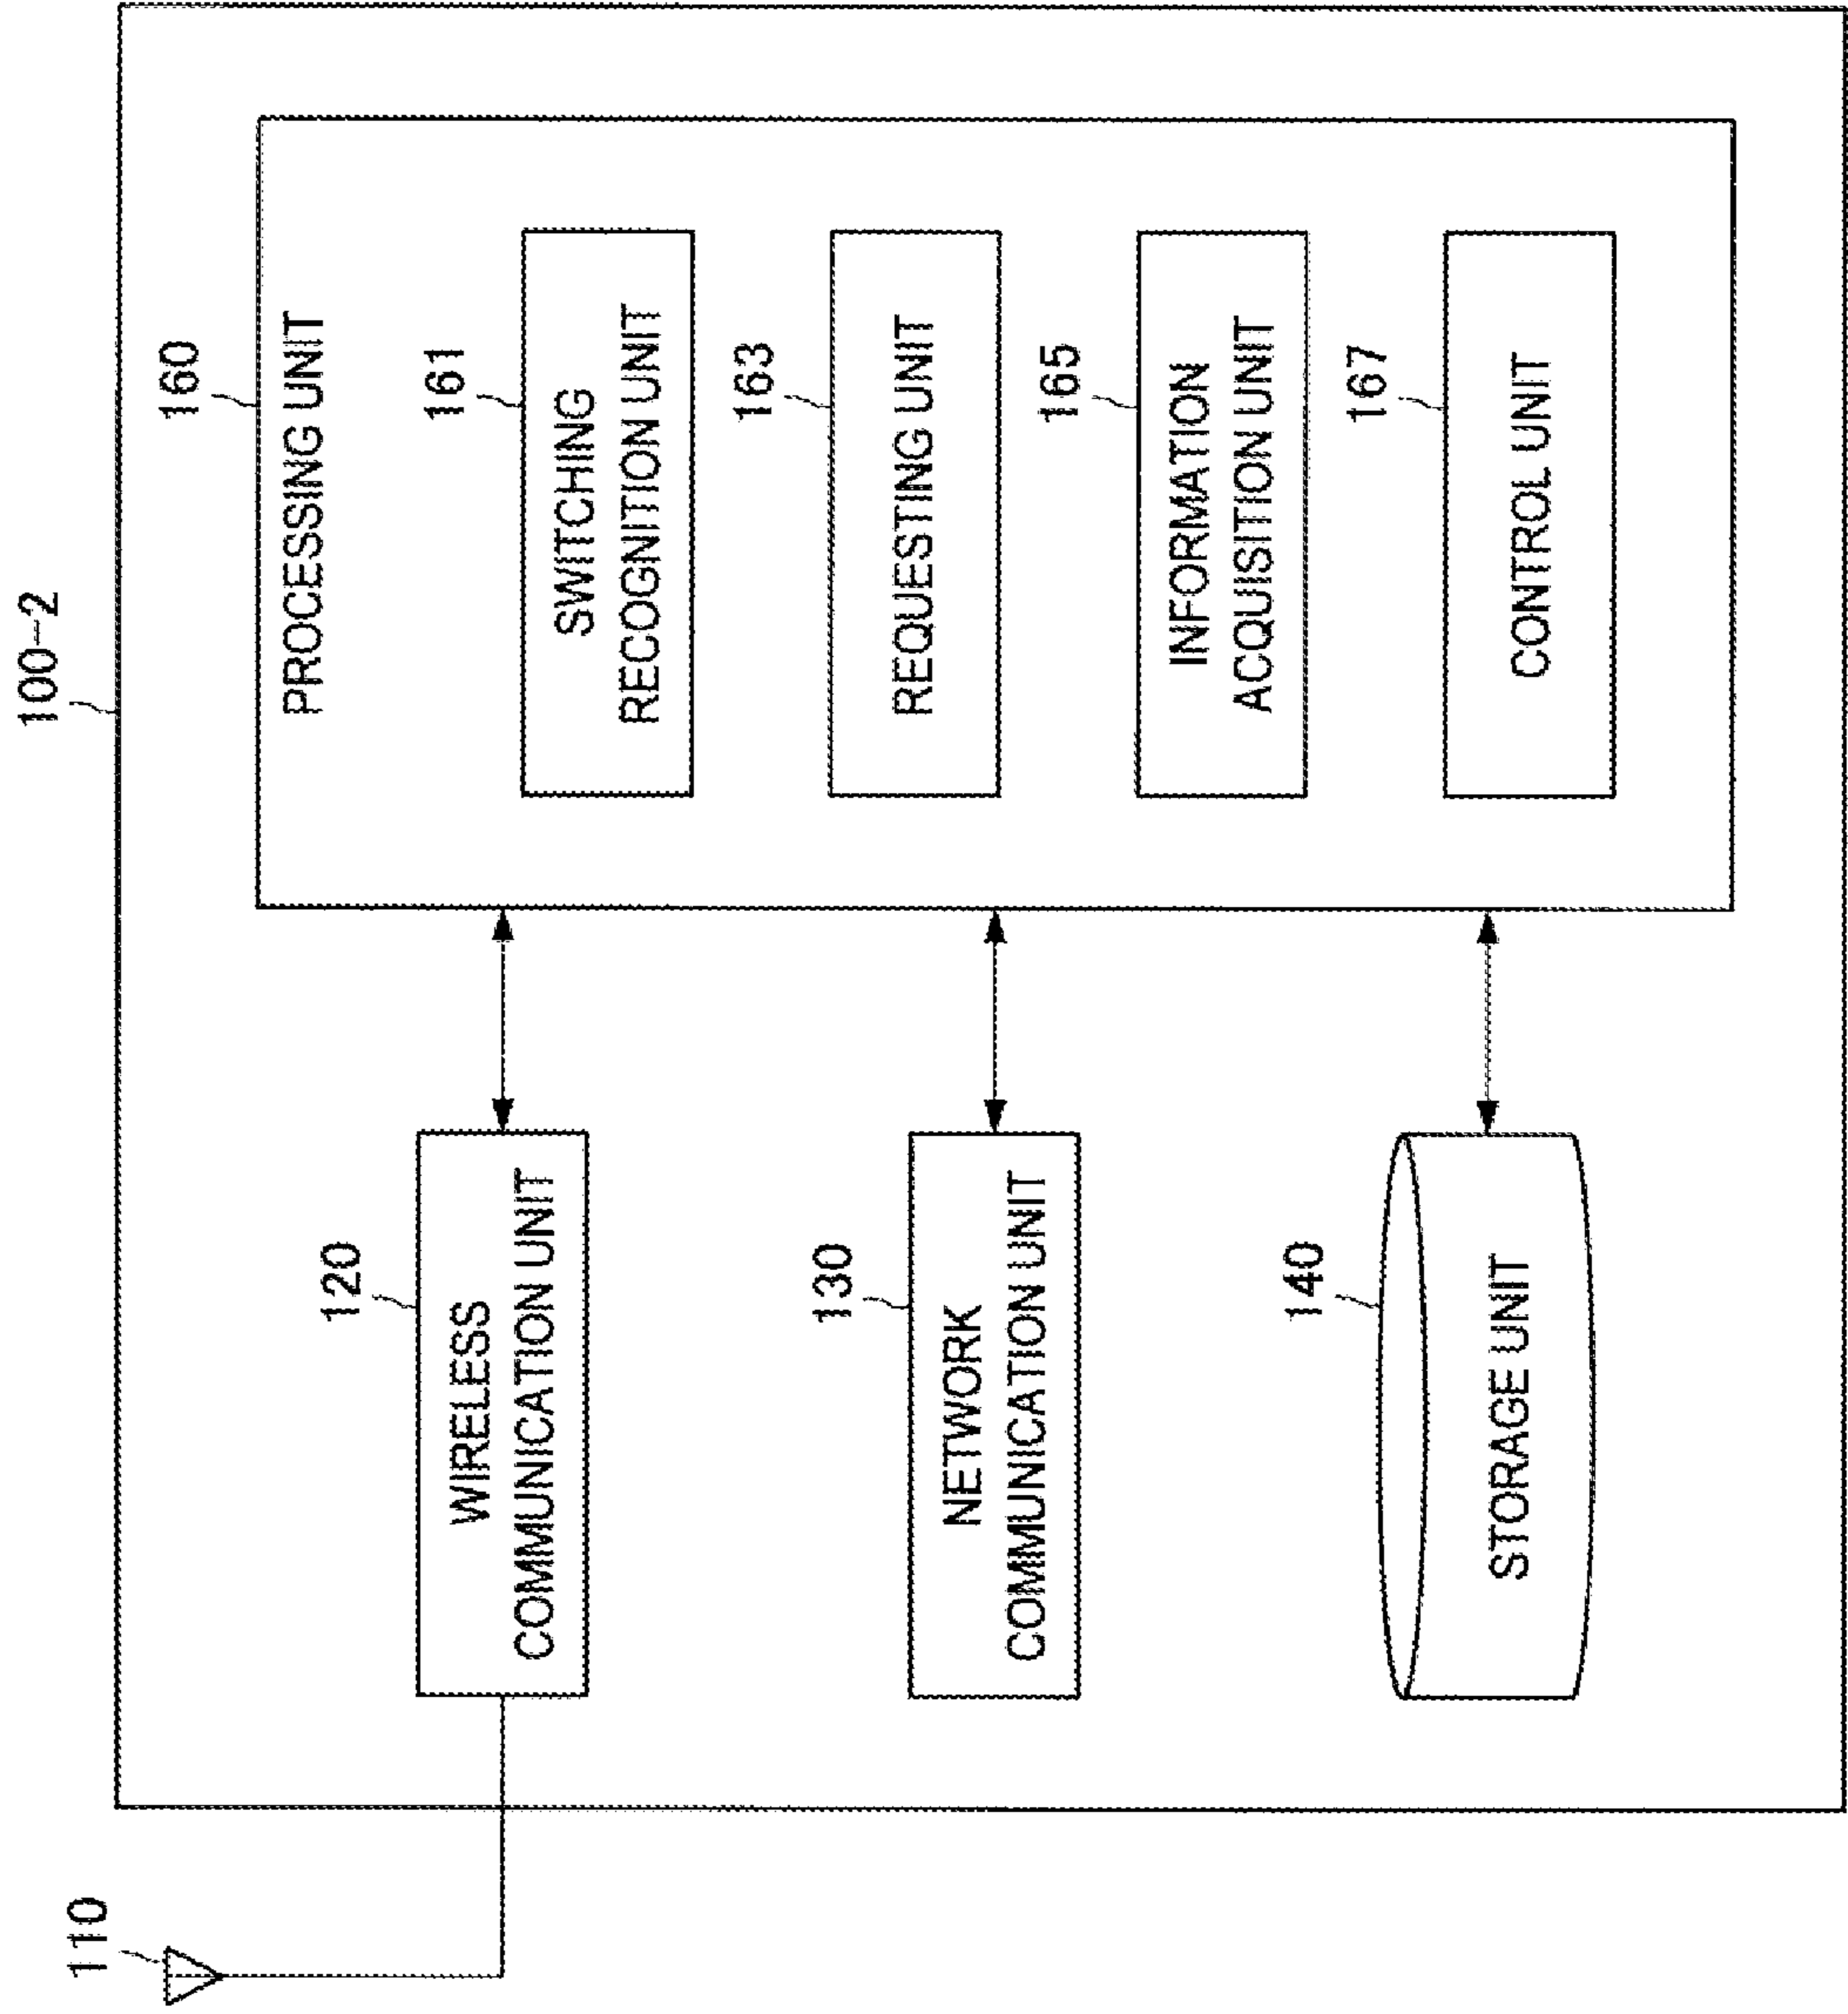 100-2
110
120
WIRELESS
COMMUNICATION UNIT
130
NETWORK
COMMUNICATION UNIT
140
STORAGE UNIT
160
PROCESSING UNIT
161
SWITCHING
RECOGNITION UNIT
163
REQUESTING UNIT
165
INFORMATION
ACQUISITION UNIT
167
CONTROL UNIT